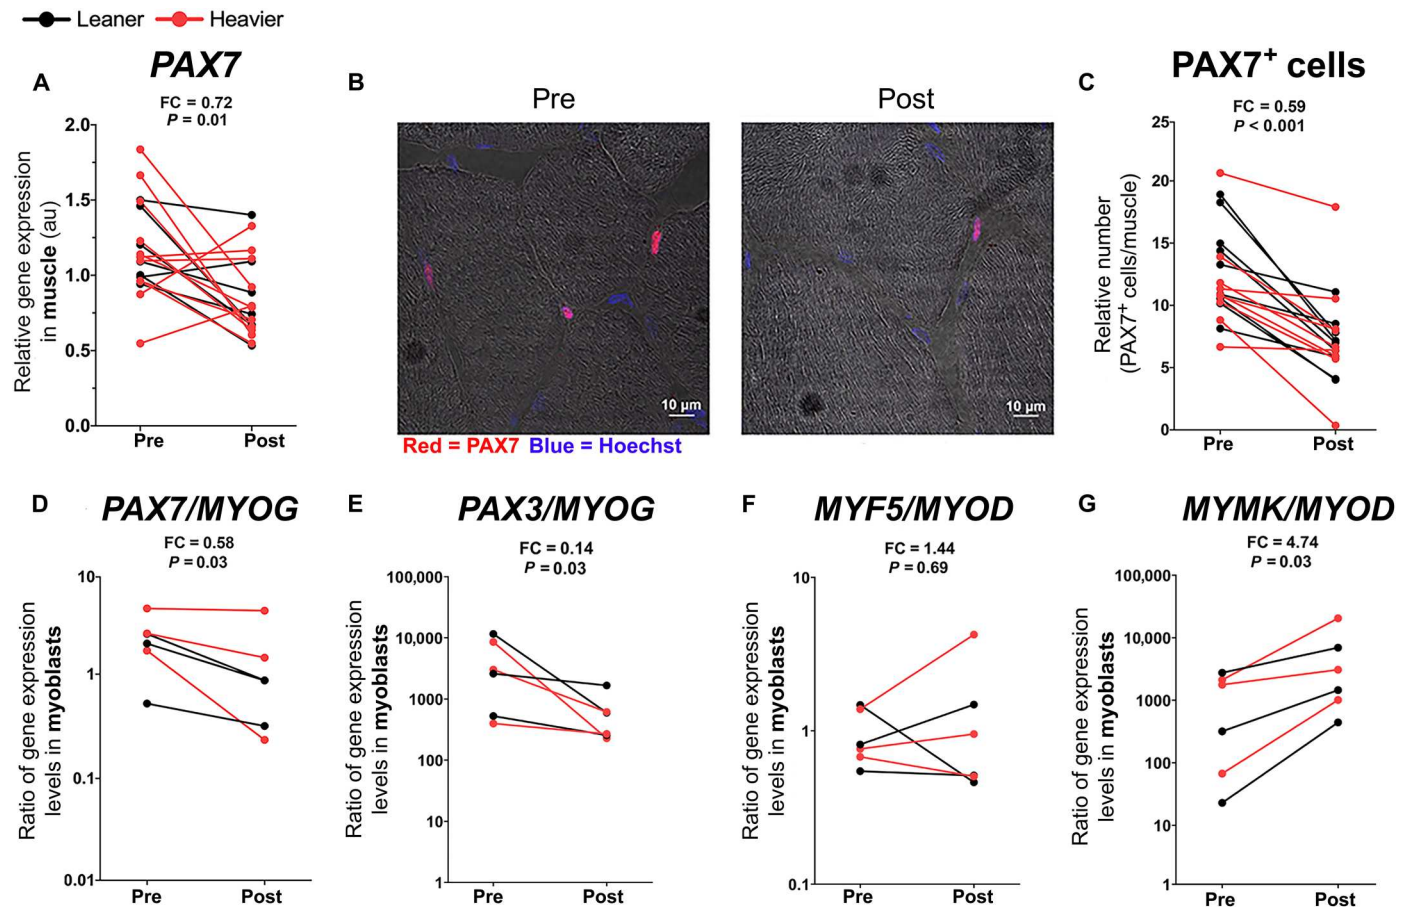 Leaner Heavier
A
PAX7
FC = 0.72
P = 0.01
Relative gene expression
in muscle (au)
2.0
1.5
1.0
0.5
0.0
Pre Post
B
Pre Post
10 µm
10 µm
Red = PAX7 Blue = Hoechst
C
PAX7+ cells
FC = 0.59
P < 0.001
Relative number
(PAX7+ cells/muscle)
25
20
15
10
5
0
Pre Post
D
PAX7/MYOG
FC = 0.58
P = 0.03
Ratio of gene expression
levels in myoblasts
10
1
0.1
0.01
Pre Post
E
PAX3/MYOG
FC = 0.14
P = 0.03
Ratio of gene expression
levels in myoblasts
100,000
10,000
1000
100
10
1
Pre Post
F
MYF5/MYOD
FC = 1.44
P = 0.69
Ratio of gene expression
levels in myoblasts
10
1
0.1
Pre Post
G
MYMK/MYOD
FC = 4.74
P = 0.03
Ratio of gene expression
levels in myoblasts
100,000
10,000
1000
100
10
1
Pre Post